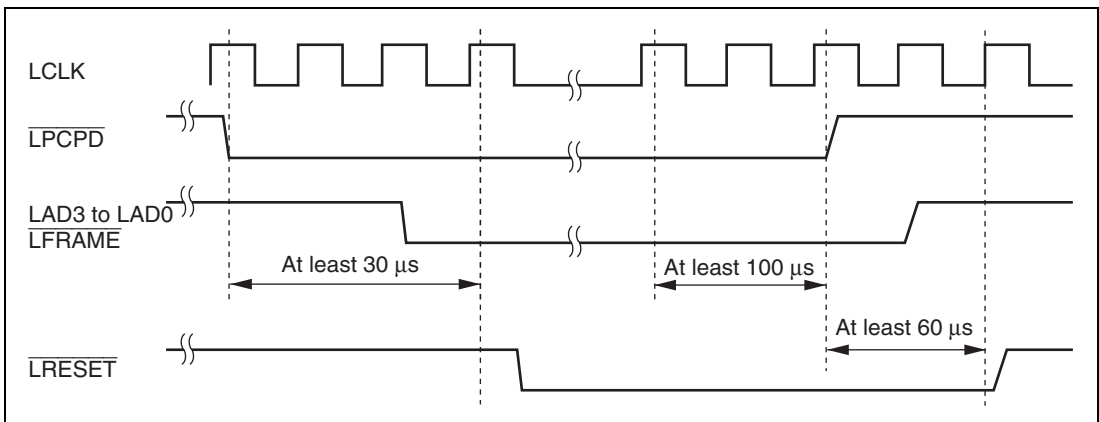 LCLK
LPCPD
LAD3 to LAD0
LFRAME
At least 30 µs
At least 100 µs
At least 60 µs
LRESET